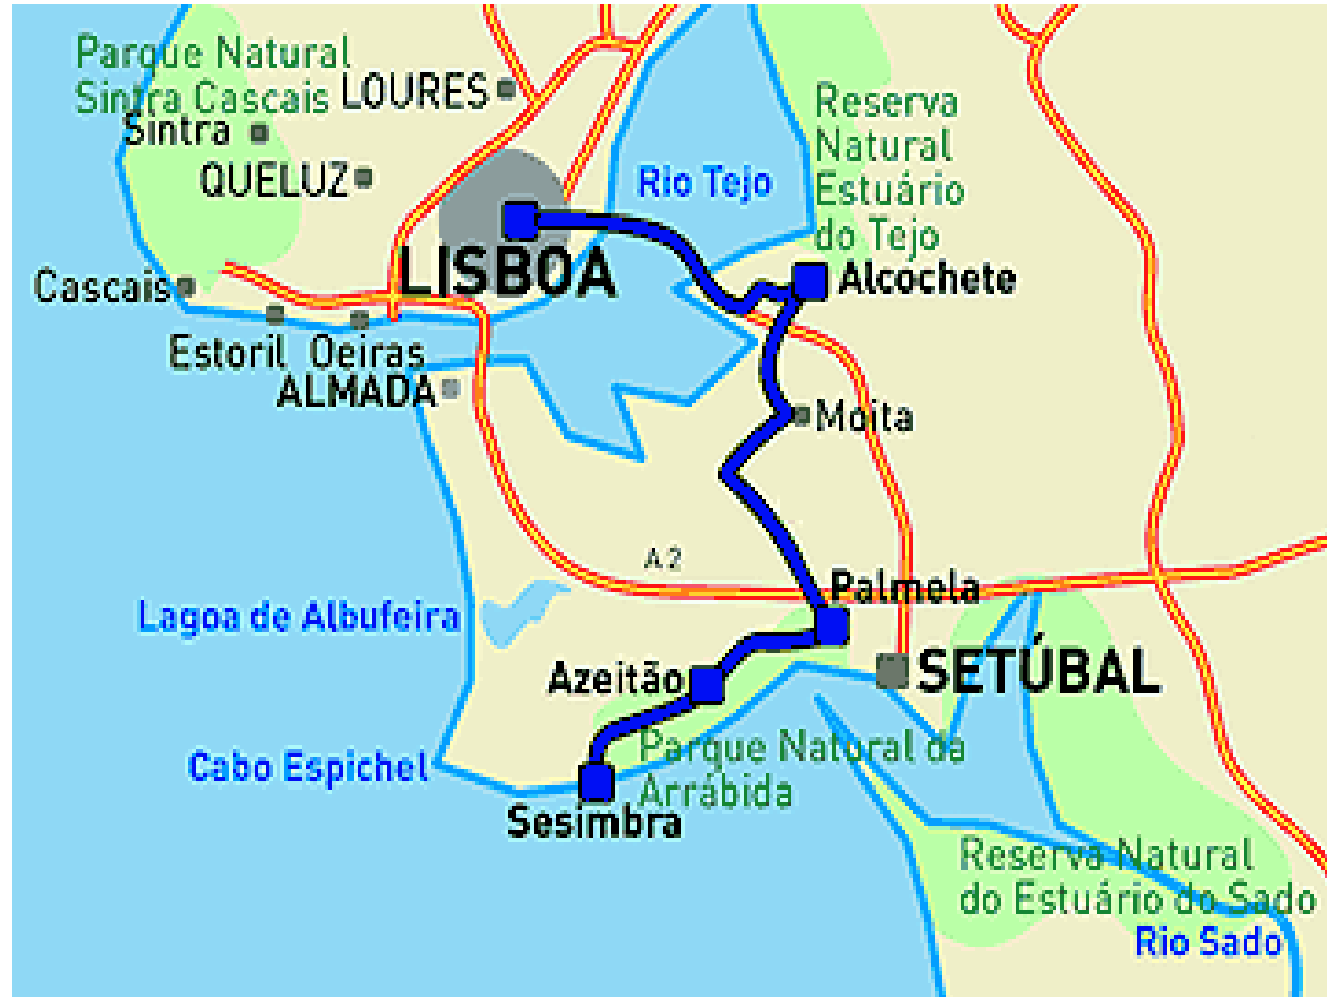 Parque Natural
Sintra Cascais
LOURES
Sintra
QUELUZ
Reserva
Natural
Estuário
do Tejo
Rio Tejo
LISBOA
Alcochete
Cascais
Estoril
Oeiras
ALMADA
Moita
A2
Palmela
Lagoa de Albufeira
Azeitão
SETÚBAL
Parque Natural da
Arrábida
Cabo Espichel
Sesimbra
Reserva Natural
do Estuário do Sado
Rio Sado